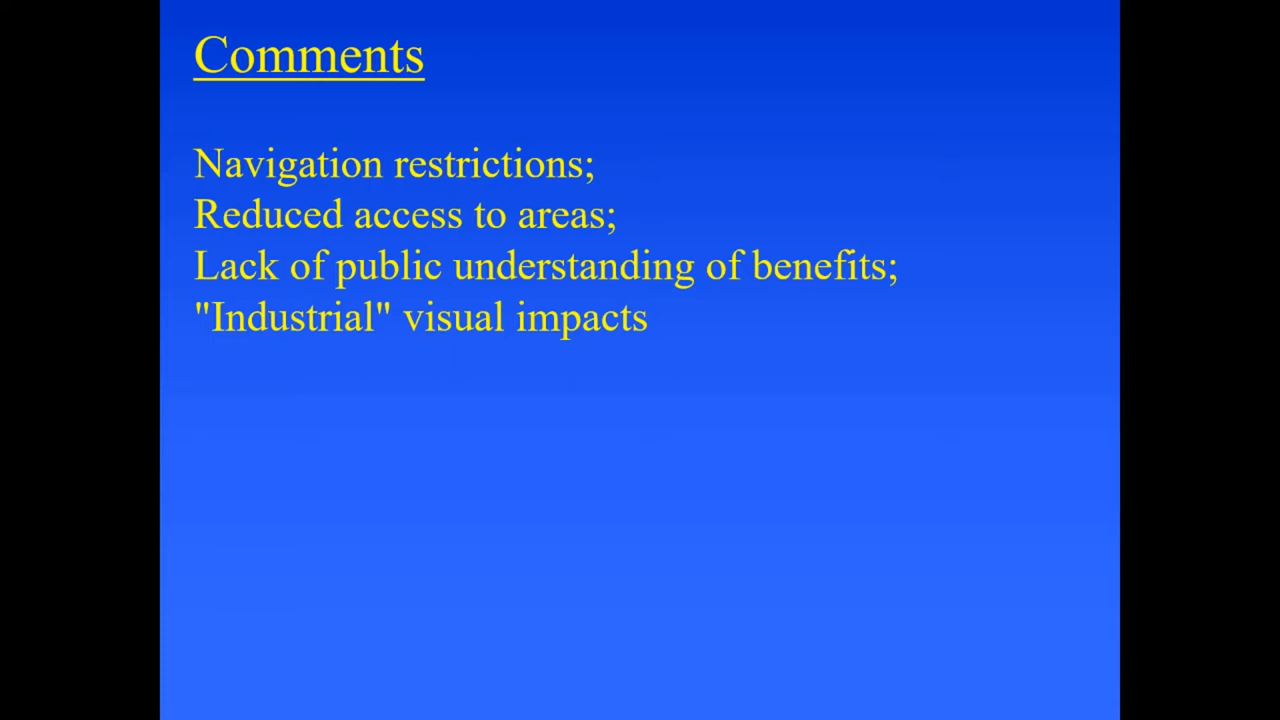 Comments
Navigation restrictions;
Reduced access to areas;
Lack of public understanding of benefits;
"Industrial" visual impacts